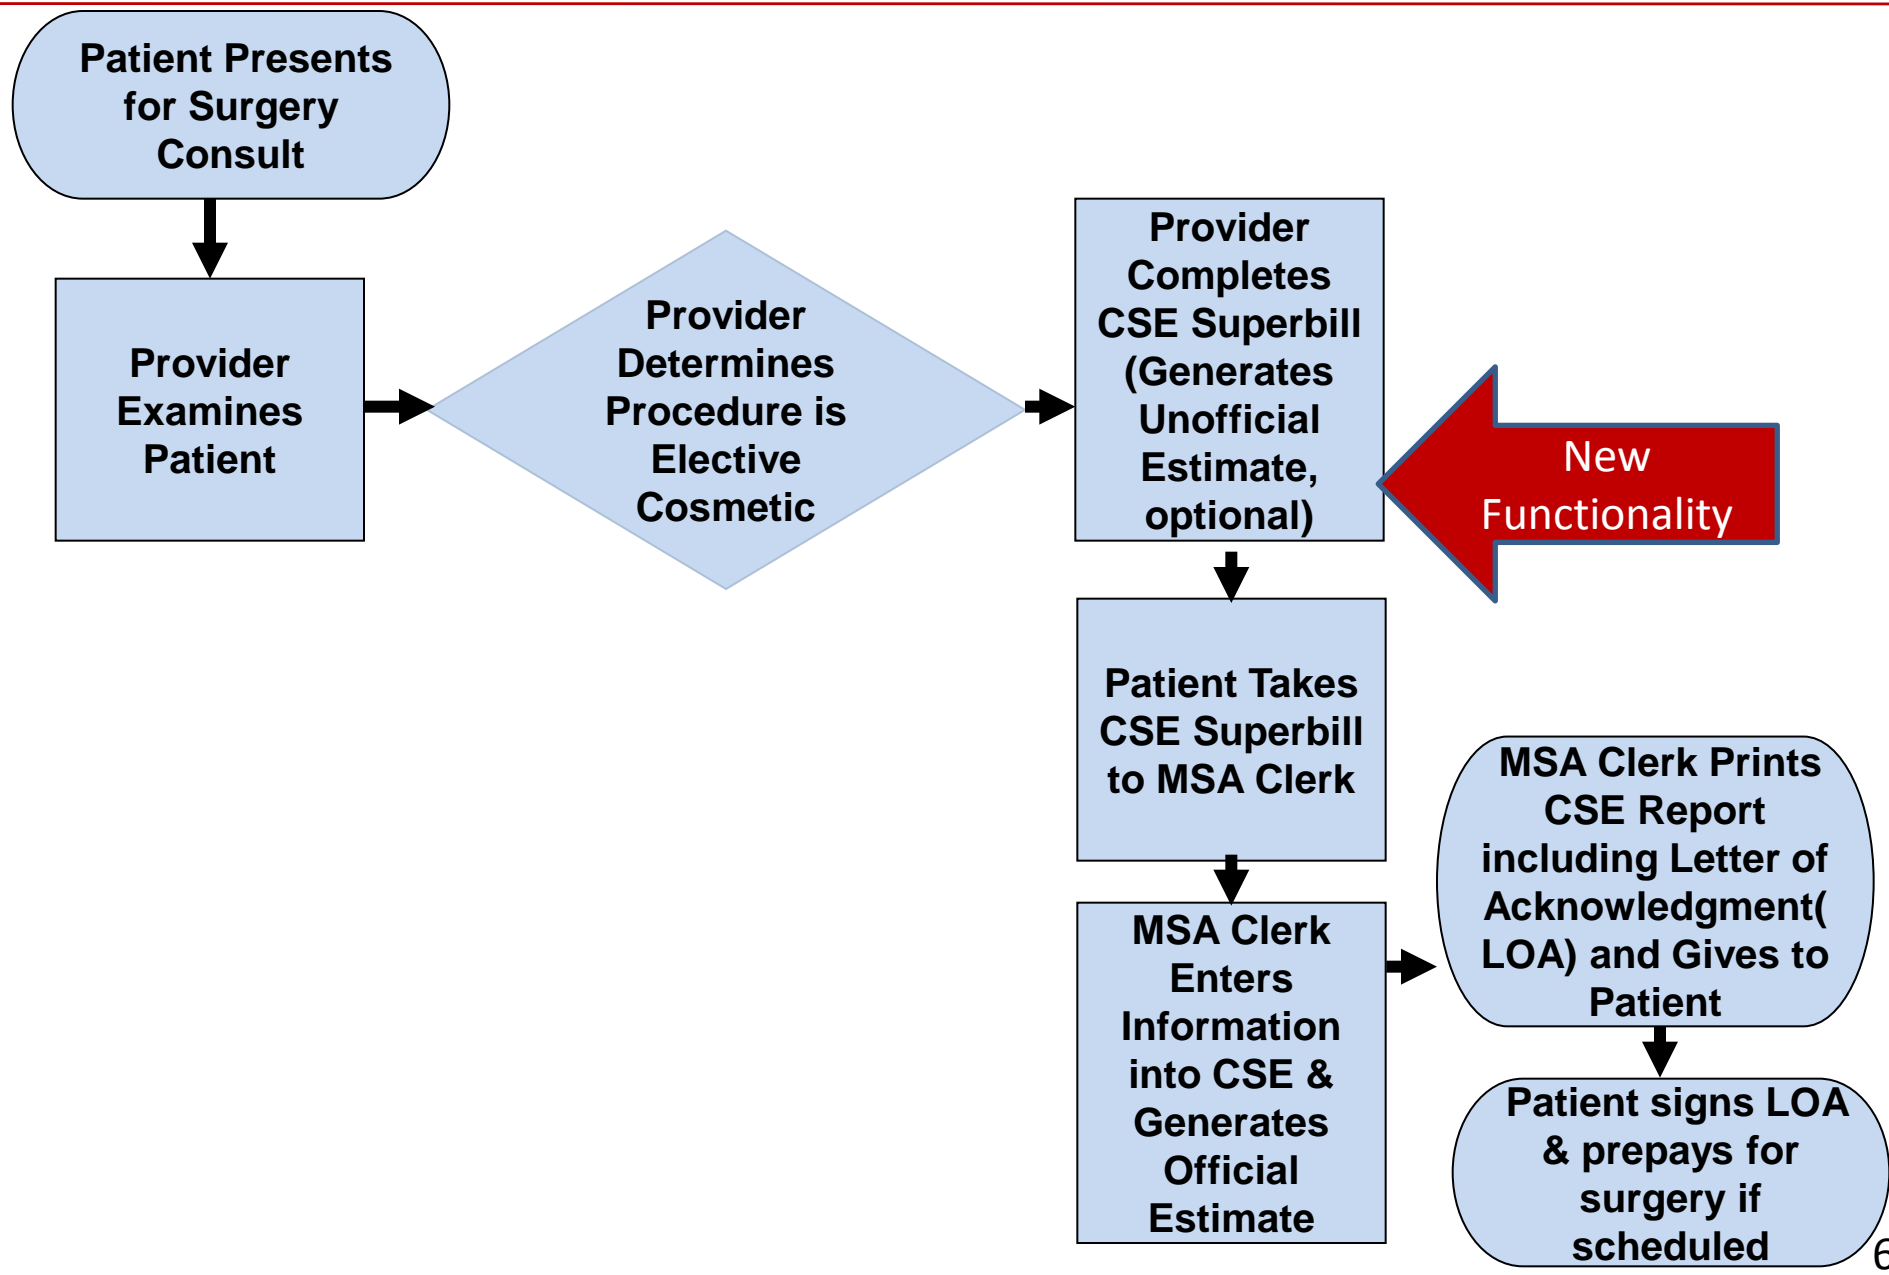 Patient Presents
for Surgery
Consult
Provider
Examines
Patient
Provider
Determines
Procedure is
Elective
Cosmetic
Provider
Completes
CSE Superbill
(Generates
Unofficial
Estimate,
optional)
New
Functionality
Patient Takes
CSE Superbill
to MSA Clerk
MSA Clerk
Enters
Information
into CSE &
Generates
Official
Estimate
MSA Clerk Prints
CSE Report
including Letter of
Acknowledgment(
LOA) and Gives to
Patient
Patient signs LOA
& prepays for
surgery if
scheduled
6